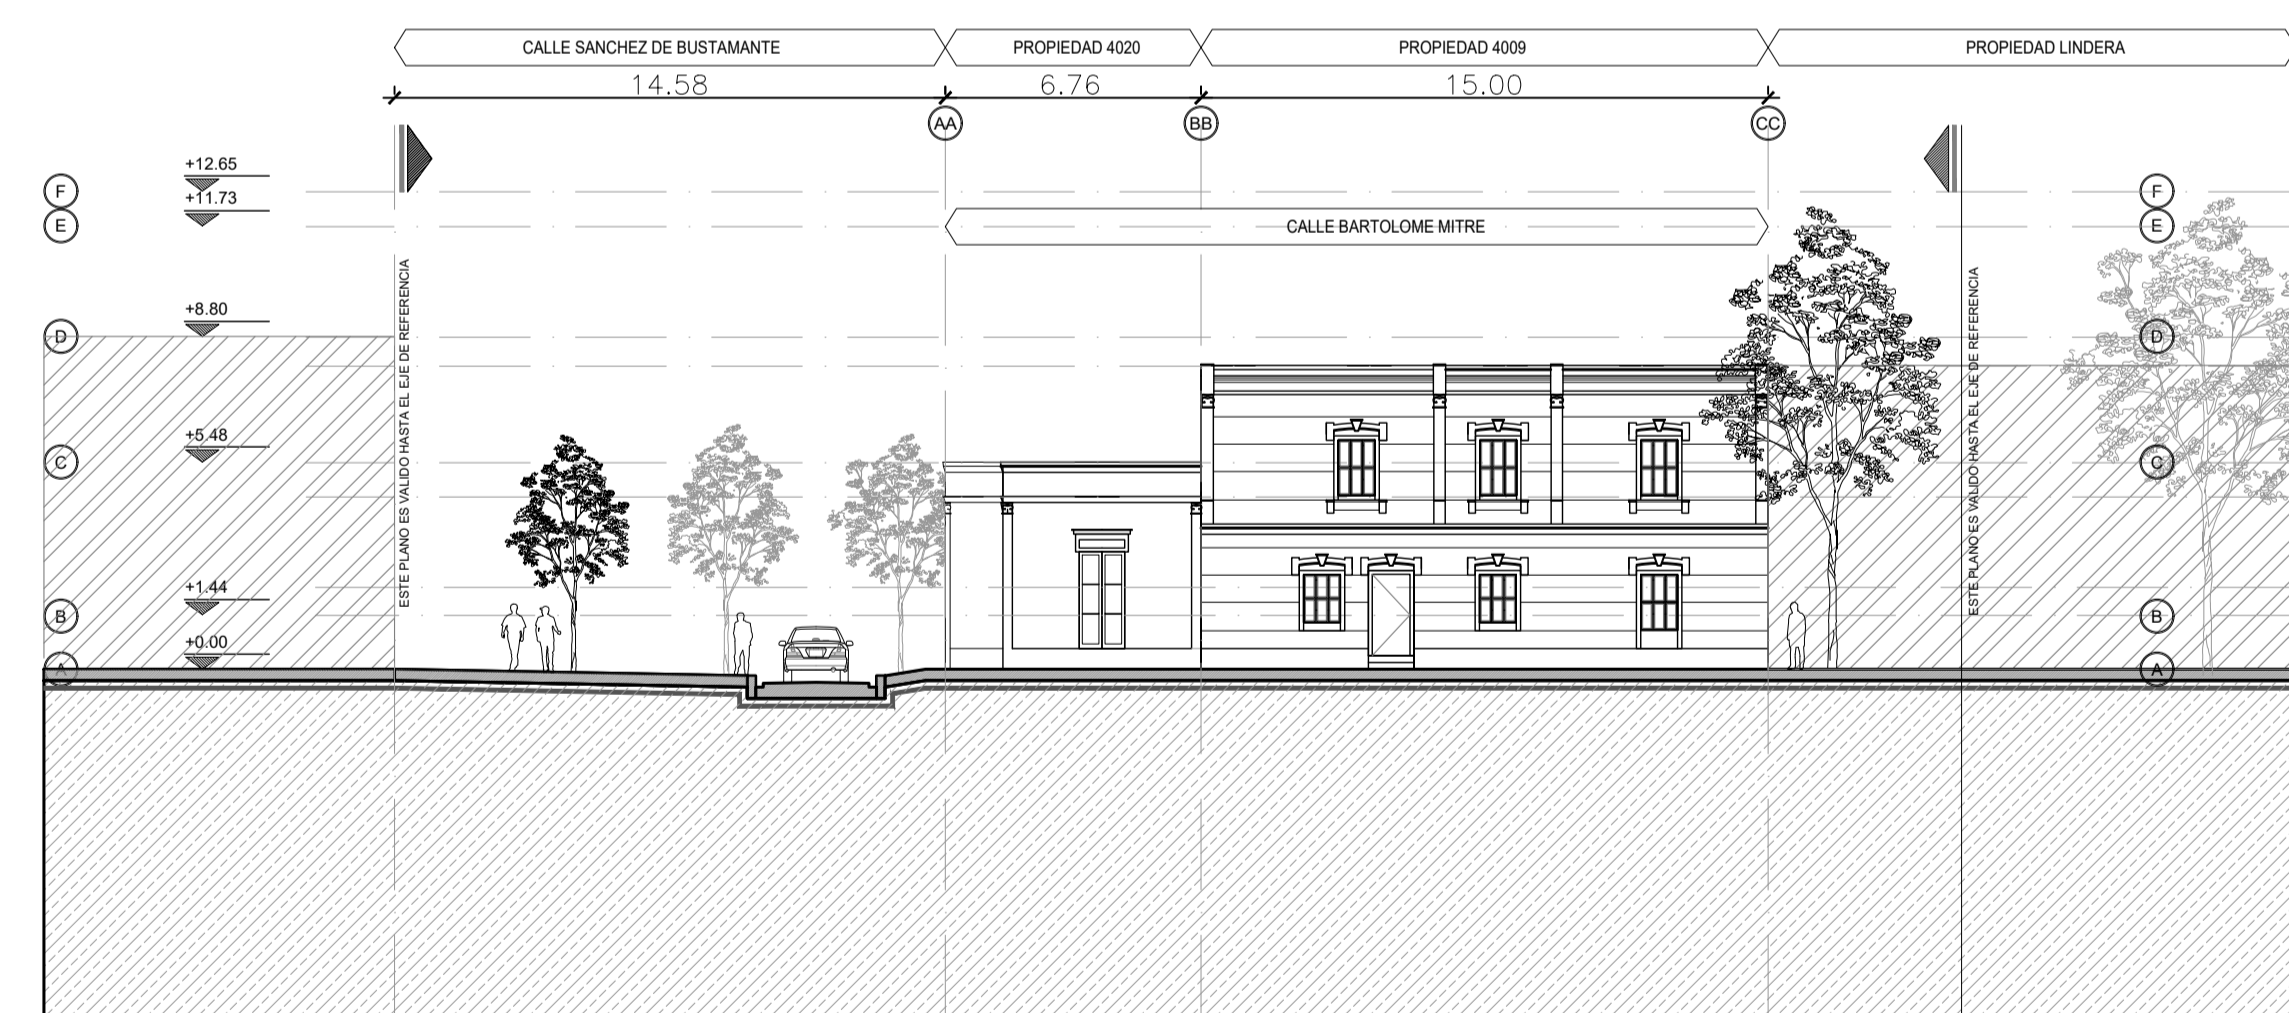 CALLE SANCHEZ DE BUSTAMANTE
PROPIEDAD 4020
PROPIEDAD 4009
PROPIEDAD LINDERA
14.58
6.76
15.00
AA
BB
CC
+12.65
F
F
+11.73
E
CALLE BARTOLOME MITRE
E
ESTE PLANO ES VALIDO HASTA EL EJE DE REFERENCIA
ESTE PLANO ES VALIDO HASTA EL EJE DE REFERENCIA
+8.80
D
D
+5.48
C
C
+1.44
B
B
+0.00
A
A